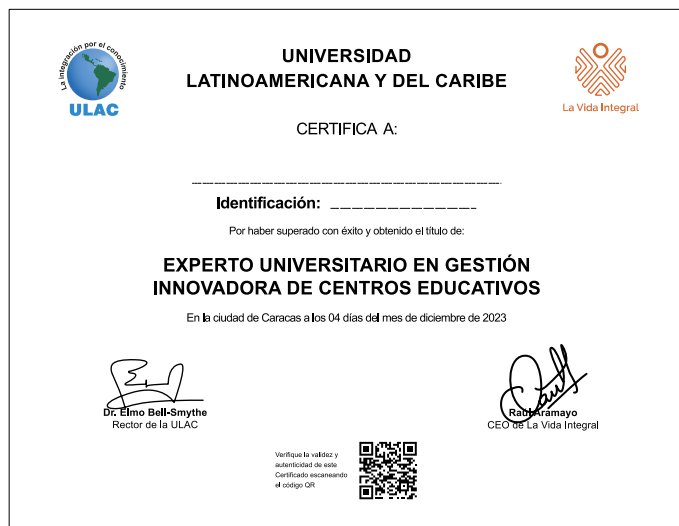 La integración por el conocimiento
ULAC
UNIVERSIDAD
LATINOAMERICANA Y DEL CARIBE
La Vida Integral
CERTIFICA A:
Identificación:
Por haber superado con éxito y obtenido el título de:
EXPERTO UNIVERSITARIO EN GESTIÓN
INNOVADORA DE CENTROS EDUCATIVOS
En la ciudad de Caracas a los 04 días del mes de diciembre de 2023
Dr. Elmo Bell-Smythe
Rector de la ULAC
Raúl Aramayo
CEO de La Vida Integral
Verifique la validez y
autenticidad de este
Certificado escaneando
el código QR